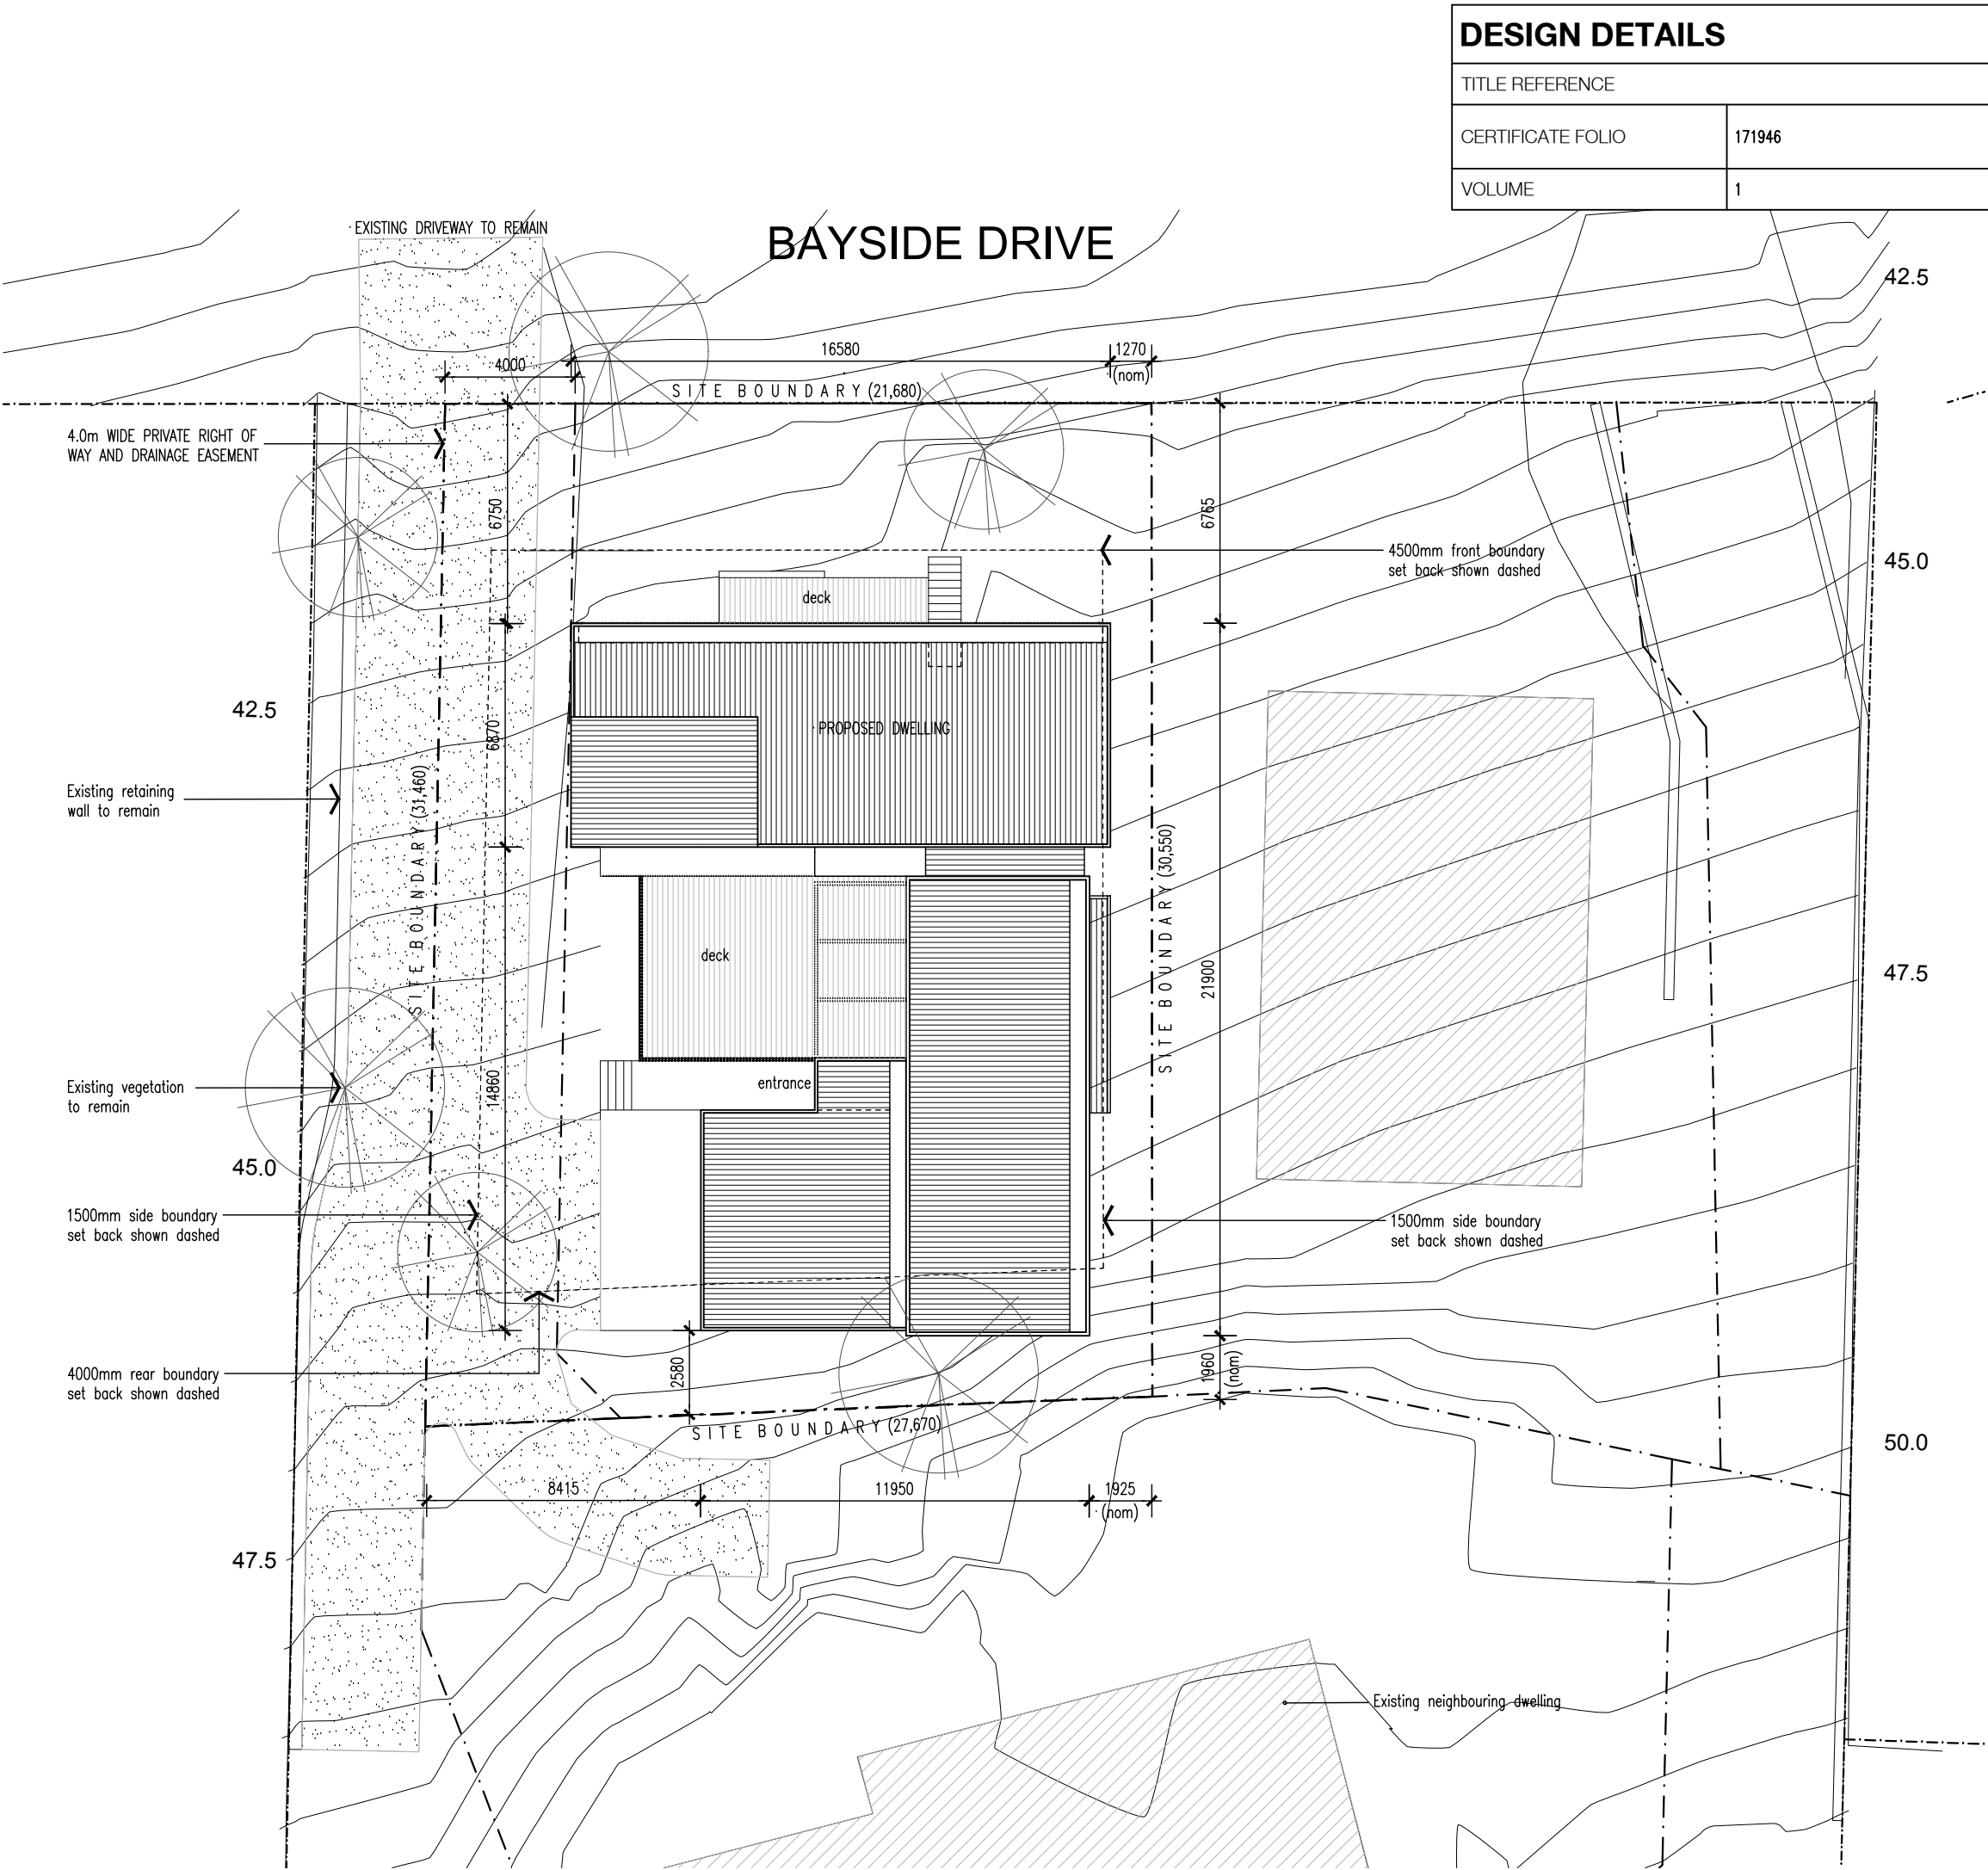 DESIGN DETAILS
TITLE REFERENCE
CERTIFICATE FOLIO 171946
VOLUME 1
EXISTING DRIVEWAY TO REMAIN
BAYSIDE DRIVE
42.5
16580
1270
(nom)
4000
SITE BOUNDARY (21,680)
4.0m WIDE PRIVATE RIGHT OF
WAY AND DRAINAGE EASEMENT
6750
6765
4500mm front boundary
set back shown dashed
45.0
deck
42.5
6870
PROPOSED DWELLING
Existing retaining
wall to remain
SITE BOUNDARY (31,460)
SITE BOUNDARY (30,550)
deck
21900
47.5
Existing vegetation
to remain
14860
entrance
45.0
1500mm side boundary
set back shown dashed
1500mm side boundary
set back shown dashed
4000mm rear boundary
set back shown dashed
2580
1960
(nom)
SITE BOUNDARY (27,670)
50.0
8415
11950
1925
(nom)
47.5
Existing neighbouring dwelling